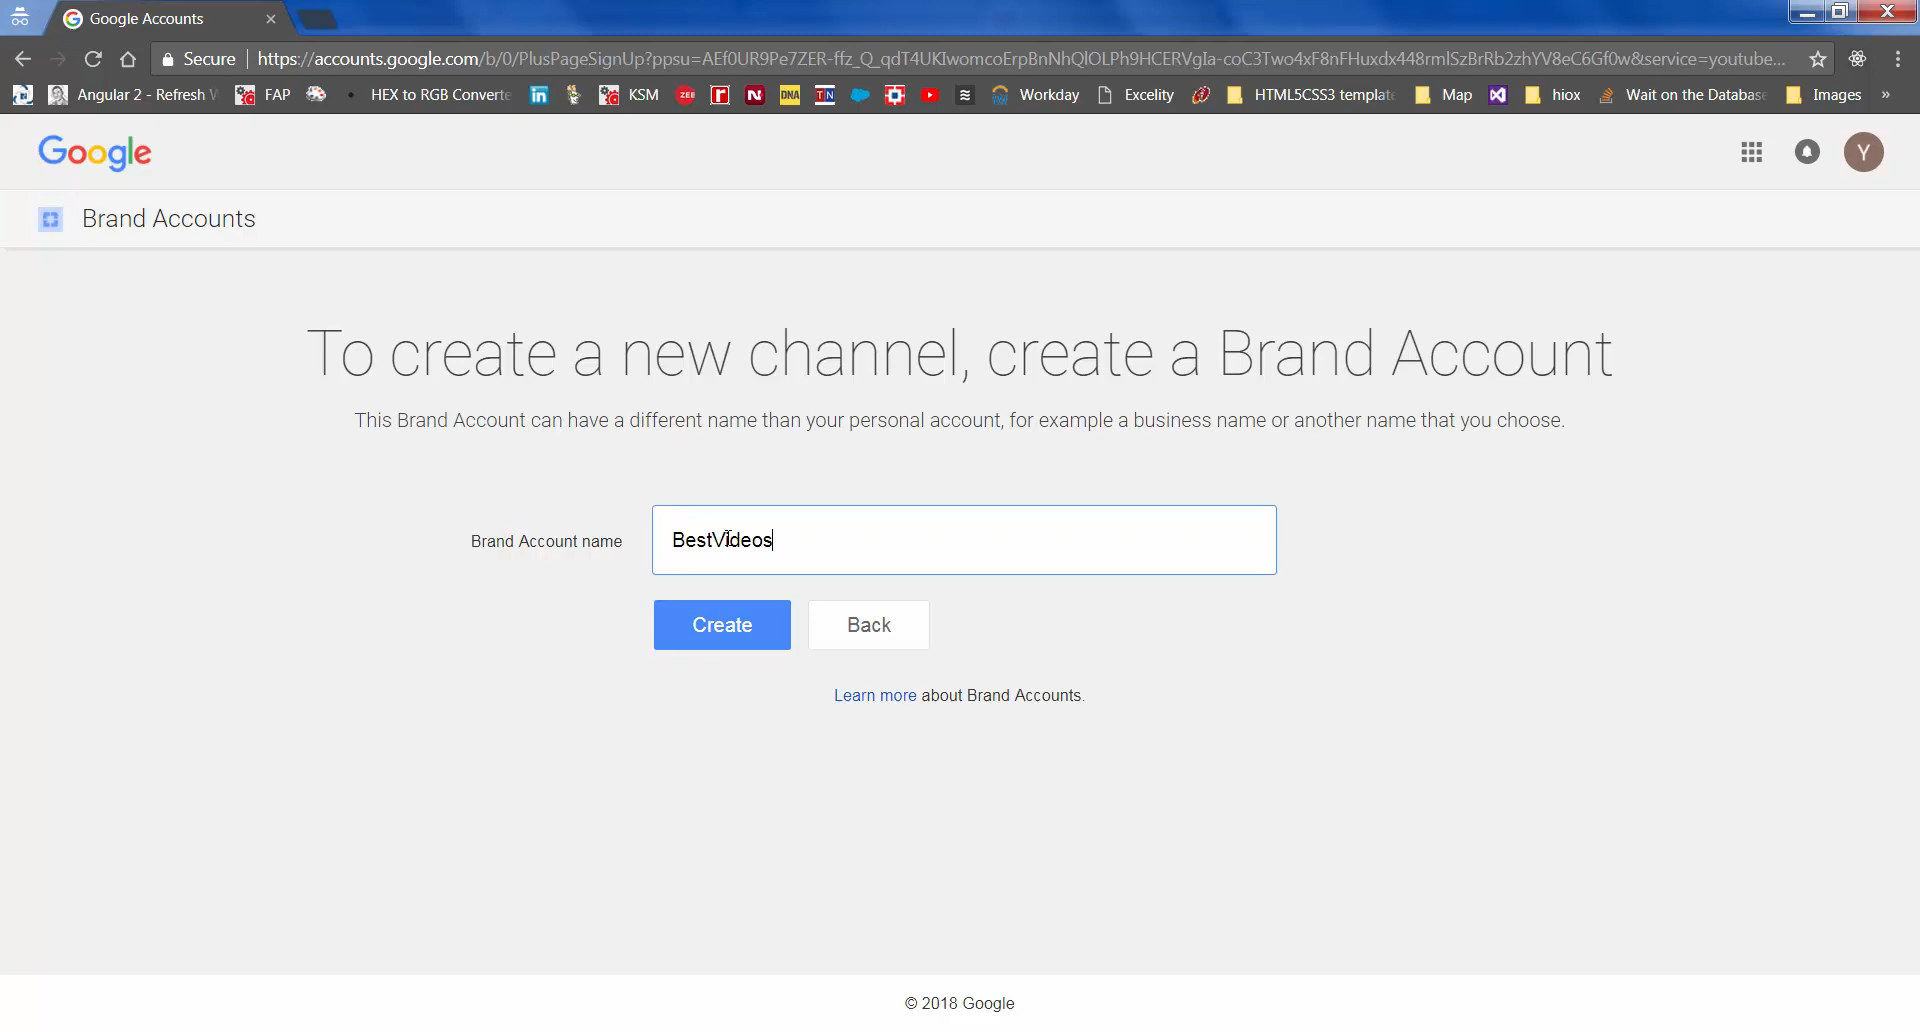 Google Accounts
Secure https://accounts.google.com/b/0/PlusPageSignUp?ppsu=AEf0UR9Pe7ZER-ffz_Q_qdT4UKIwomcoErpBnNhQlOLPh9HCERVgIa-coC3Two4xF8nFHuxdx448rmlSzBrRb2zhYV8eC6Gf0w&service=youtube...
Angular 2 - Refresh FAP HEX to RGB Converte KSM ZEE DNA TN Workday Excelity HTML5CSS3 templat Map hiox Wait on the Databas Images »
Google
Y
Brand Accounts
To create a new channel, create a Brand Account
This Brand Account can have a different name than your personal account, for example a business name or another name that you choose.
Brand Account name BestVideos
Create Back
Learn more about Brand Accounts.
© 2018 Google